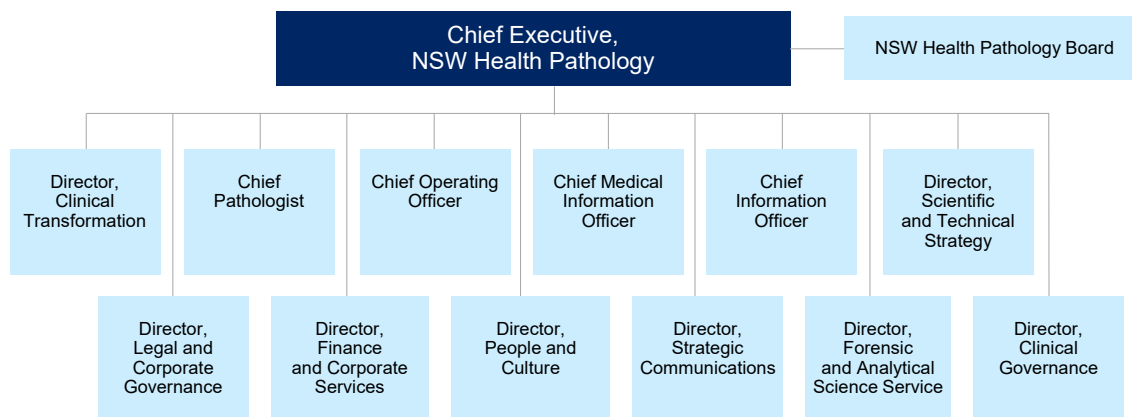 Chief Executive,
NSW Health Pathology
NSW Health Pathology Board
Director,
Clinical
Transformation
Chief
Pathologist
Chief Operating
Officer
Chief Medical
Information
Officer
Chief
Information
Officer
Director,
Scientific
and Technical
Strategy
Director,
Legal and
Corporate
Governance
Director,
Finance
and Corporate
Services
Director,
People and
Culture
Director,
Strategic
Communications
Director,
Forensic
and Analytical
Science Service
Director,
Clinical
Governance